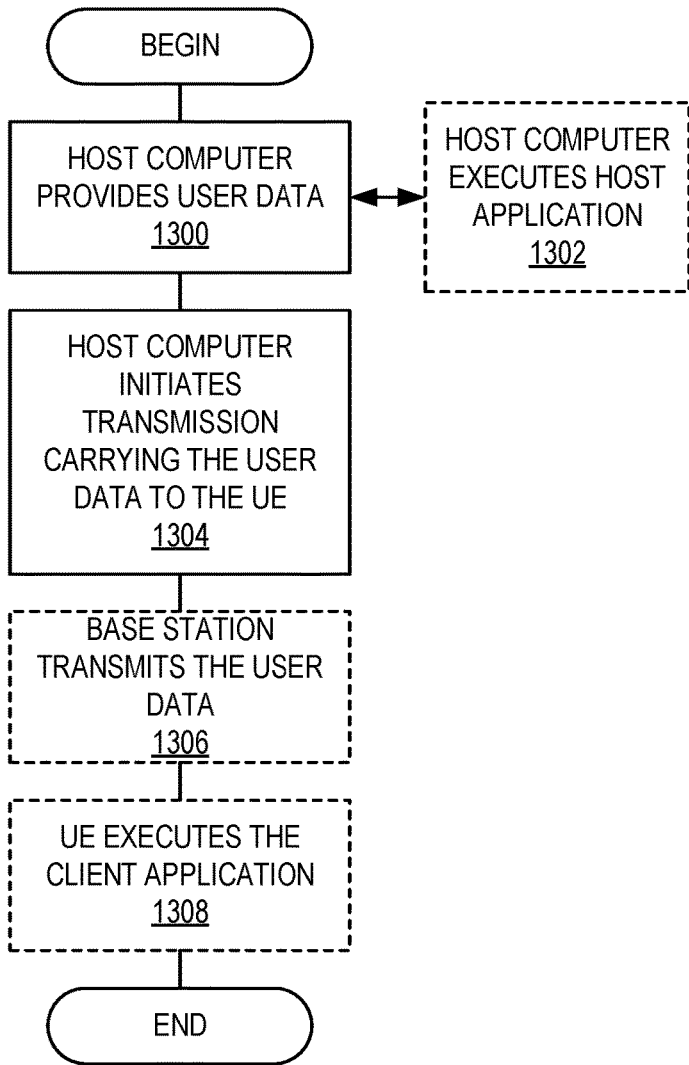 BEGIN
HOST COMPUTER
PROVIDES USER DATA
1300
HOST COMPUTER
EXECUTES HOST
APPLICATION
1302
HOST COMPUTER
INITIATES
TRANSMISSION
CARRYING THE USER
DATA TO THE UE
1304
BASE STATION
TRANSMITS THE USER
DATA
1306
UE EXECUTES THE
CLIENT APPLICATION
1308
END